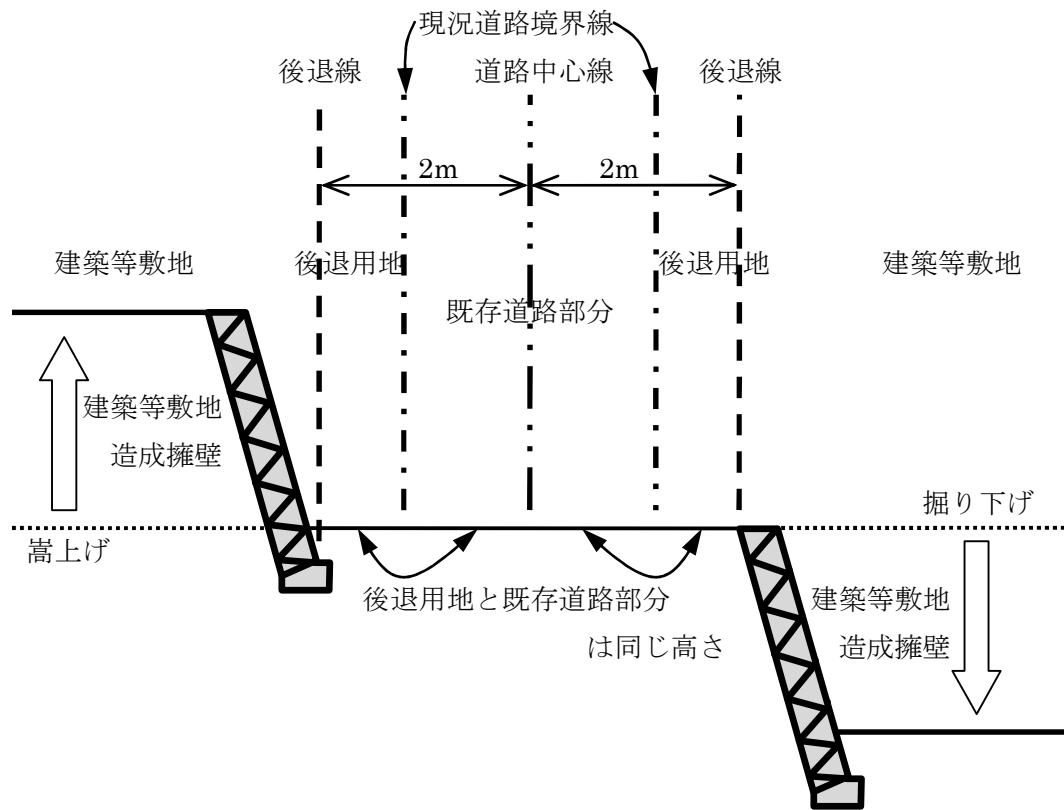 現況道路境界線
後退線
道路中心線
後退線
2m
2m
建築等敷地
後退用地
後退用地
建築等敷地
既存道路部分
建築等敷地
造成擁壁
掘り下げ
嵩上げ
後退用地と既存道路部分
は同じ高さ
建築等敷地
造成擁壁